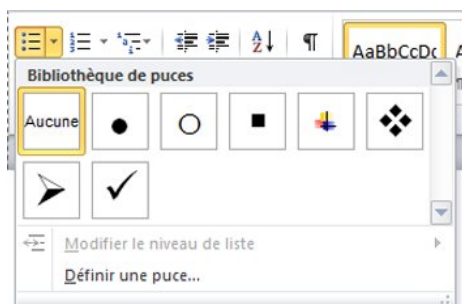 AaBbCcDc
Bibliothèque de puces
Aucune
Modifier le niveau de liste
Définir une puce...